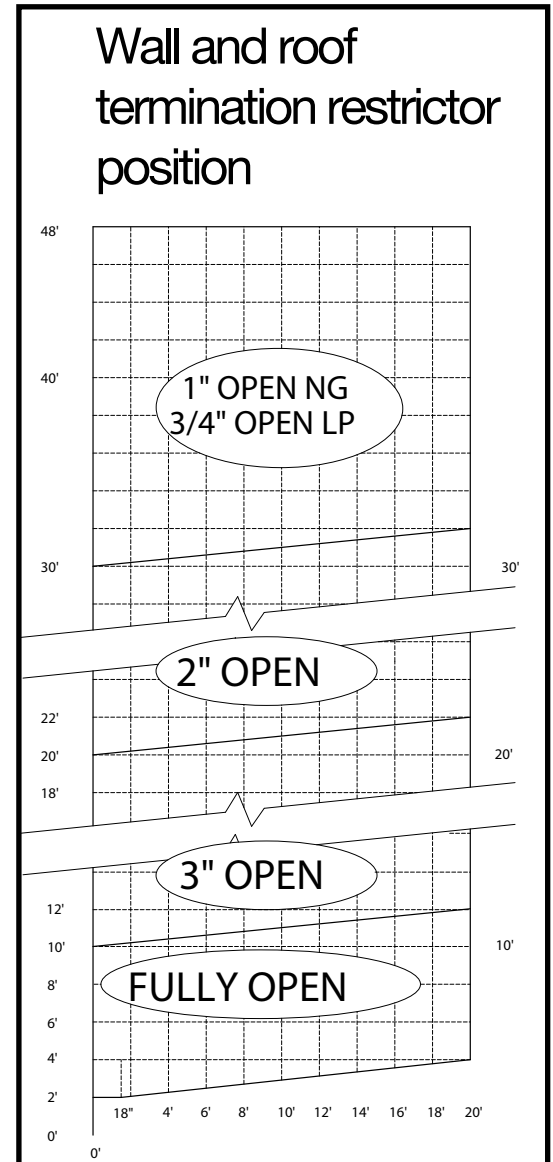 Wall and roof
termination restrictor
position
48'
40'
1" OPEN NG
3/4" OPEN LP
30' 30'
2" OPEN
22'
20' 20'
18'
3" OPEN
12'
10' 10'
8' FULLY OPEN
6'
4'
2'
18" 4' 6' 8' 10' 12' 14' 16' 18' 20'
0'
0'